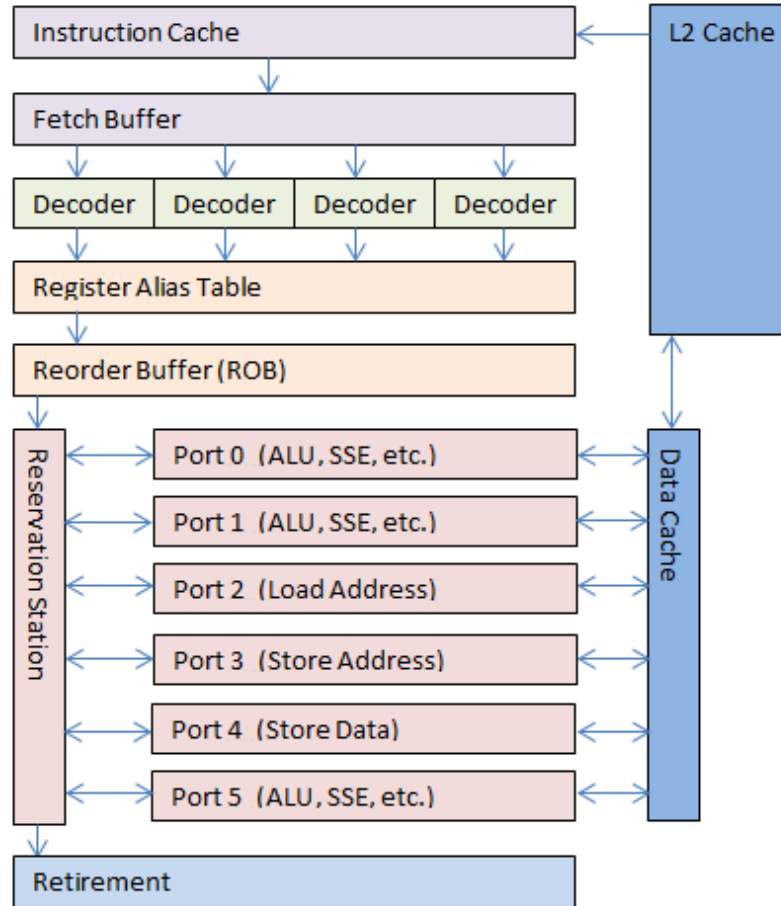 Instruction Cache
L2 Cache
Fetch Buffer
Decoder
Decoder
Decoder
Decoder
Register Alias Table
Reorder Buffer (ROB)
Reservation Station
Port 0 (ALU, SSE, etc.)
Port 1 (ALU, SSE, etc.)
Port 2 (Load Address)
Port 3 (Store Address)
Port 4 (Store Data)
Port 5 (ALU, SSE, etc.)
Data Cache
Retirement